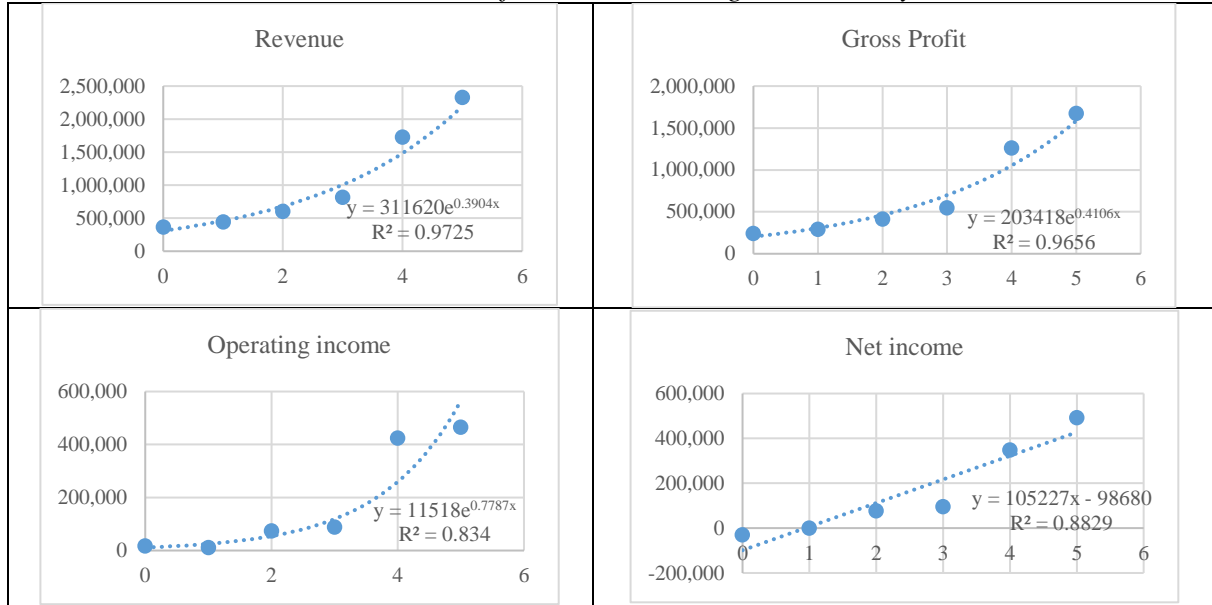 Revenue
2,500,000
2,000,000
1,500,000
1,000,000
500,000
0
0 2 4 6
y = 311620e^0.3904x
R² = 0.9725
Gross Profit
2,000,000
1,500,000
1,000,000
500,000
0
0 1 2 3 4 5 6
y = 203418e^0.4106x
R² = 0.9656
Operating income
600,000
400,000
200,000
0
0 2 4 6
y = 11518e^0.7787x
R² = 0.834
Net income
600,000
400,000
200,000
0
-200,000
0 1 2 3 4 5 6
y = 105227x - 98680
R² = 0.8829